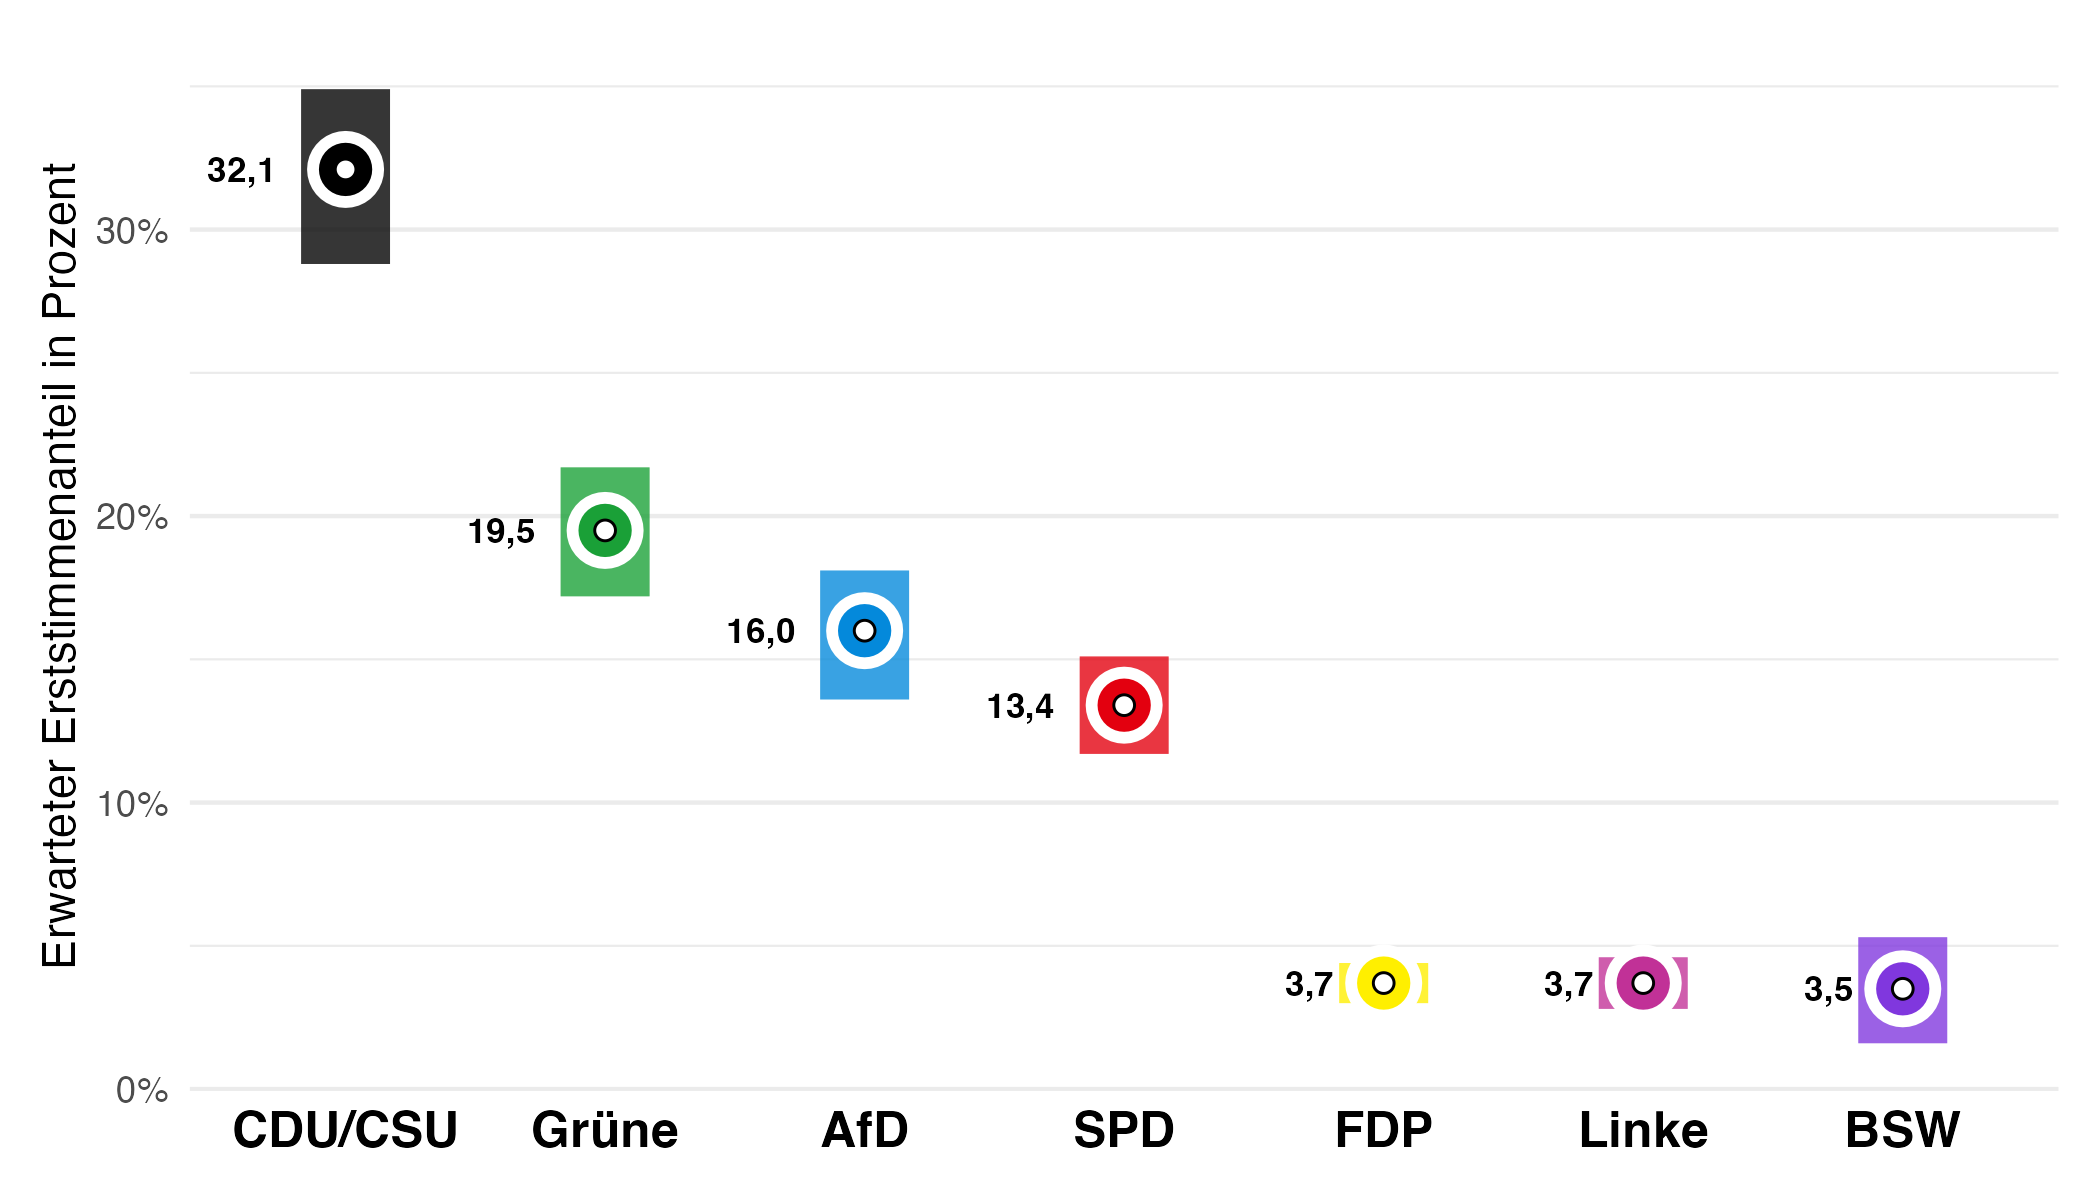 Erwarteter Erststimmenanteil in Prozent
32,1
30%
20%
19,5
16,0
13,4
10%
3,7
3,7
3,5
0%
CDU/CSU
Grüne
AfD
SPD
FDP
Linke
BSW